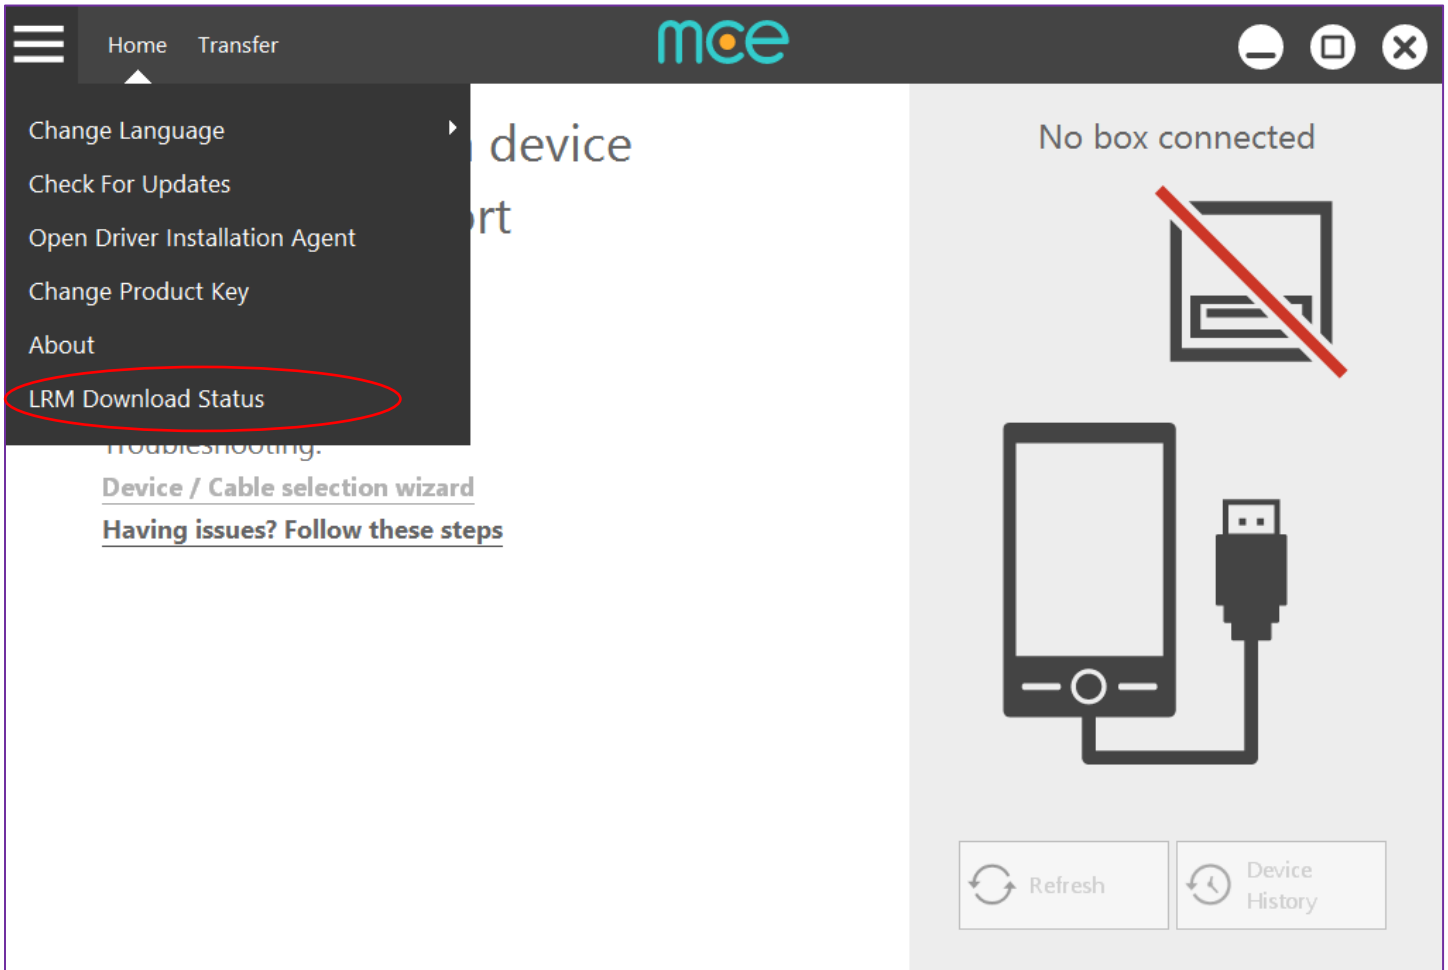 Home Transfer
mce
Change Language
Check For Updates
Open Driver Installation Agent
Change Product Key
About
LRM Download Status
device
Troubleshooting:
Device / Cable selection wizard
Having issues? Follow these steps
No box connected
Refresh
Device
History